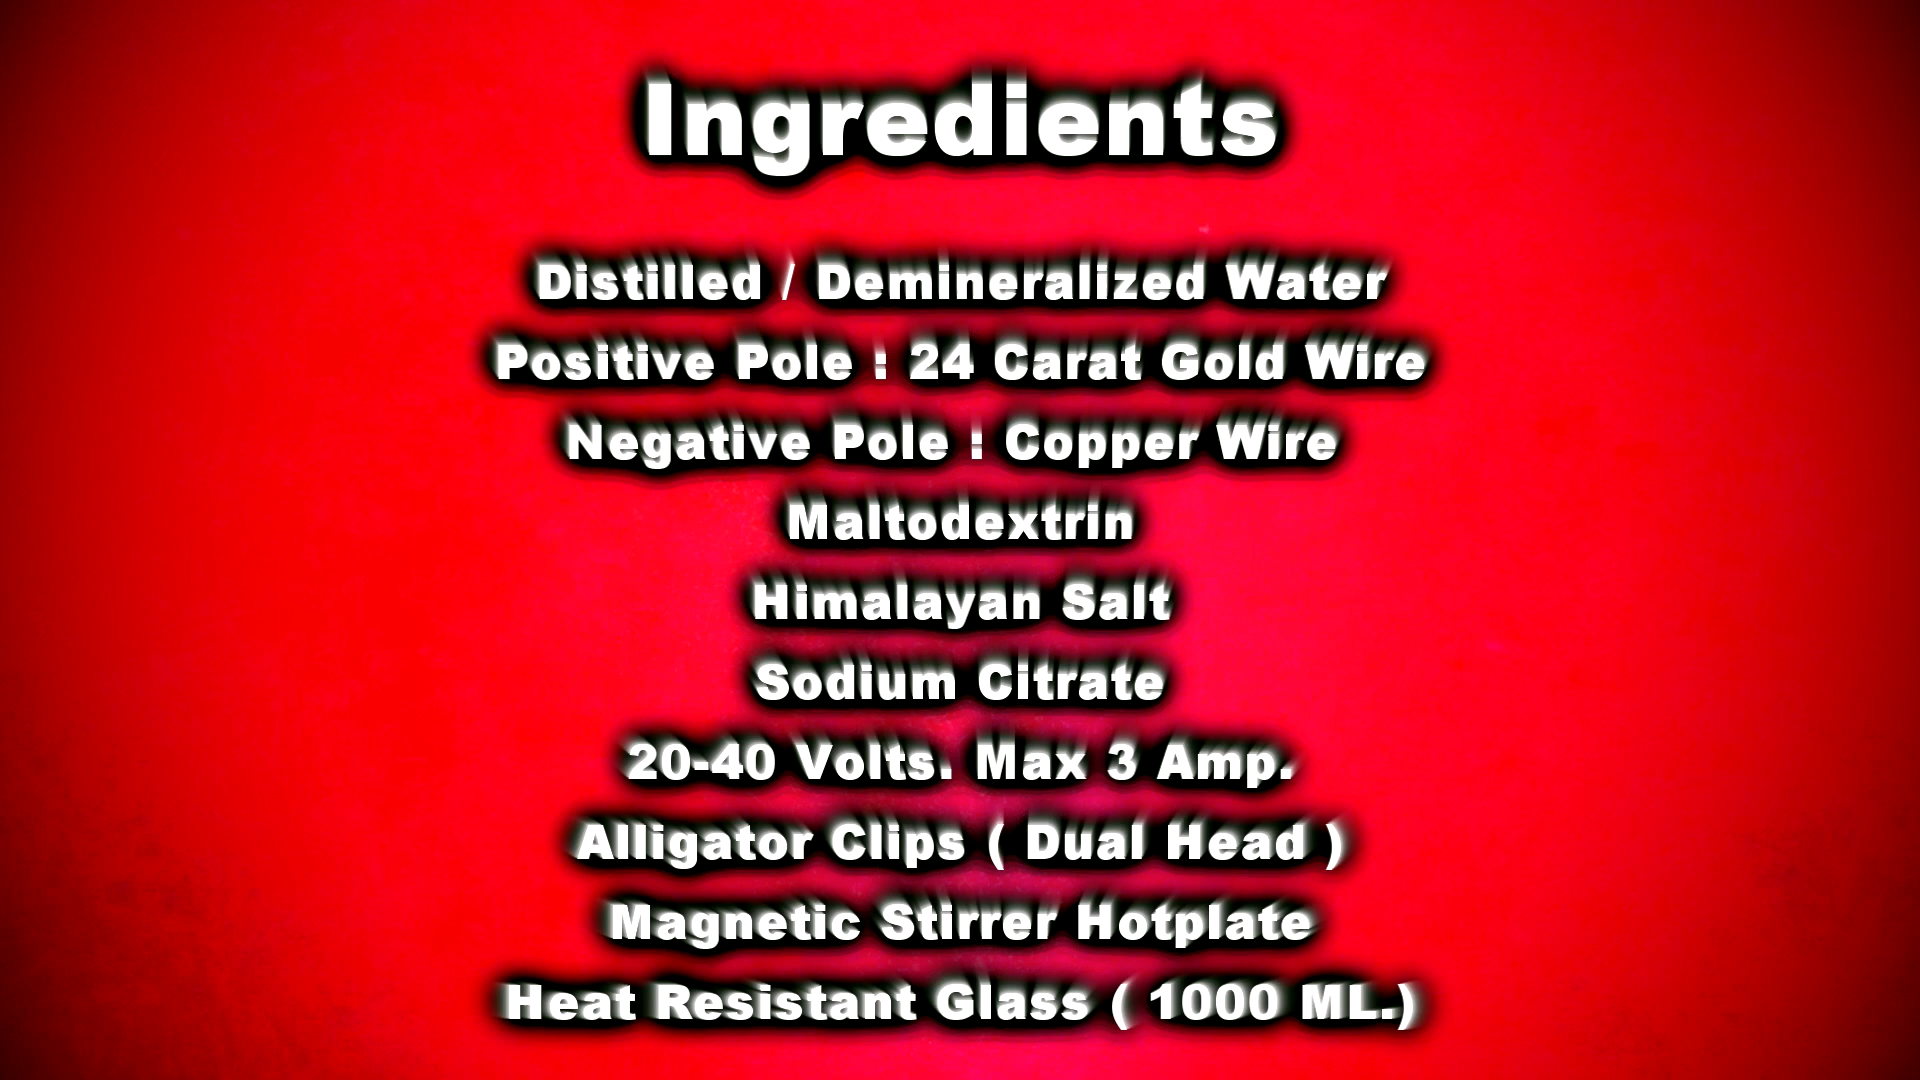 Ingredients
Distilled / Demineralized Water
Positive Pole : 24 Carat Gold Wire
Negative Pole : Copper Wire
Maltodextrin
Himalayan Salt
Sodium Citrate
20-40 Volts. Max 3 Amp.
Alligator Clips ( Dual Head )
Magnetic Stirrer Hotplate
Heat Resistant Glass ( 1000 ML.)